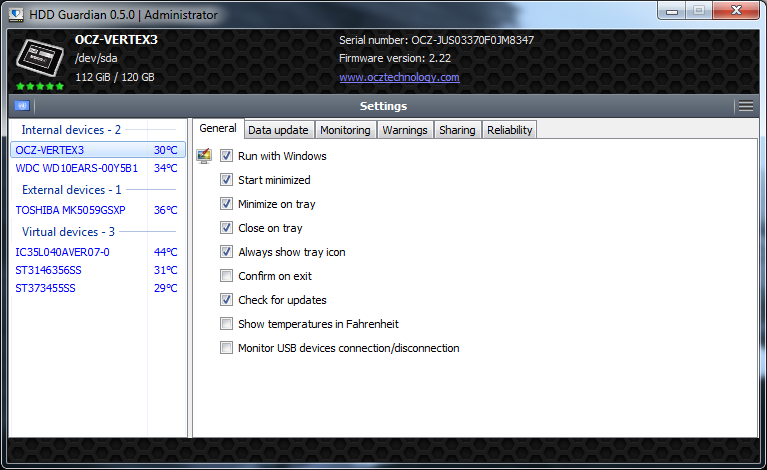 HDD Guardian 0.5.0 | Administrator
OCZ-VERTEX3
/dev/sda
112 GiB / 120 GB
Serial number: OCZ-JUS03370F0JM8347
Firmware version: 2.22
www.ocztechnology.com
Settings
Internal devices - 2
OCZ-VERTEX3 30°C
WDC WD10EARS-00Y5B1 34°C
External devices - 1
TOSHIBA MK5059GSXP 36°C
Virtual devices - 3
IC35L040AVER07-0 44°C
ST3146356SS 31°C
ST373455SS 29°C
General Data update Monitoring Warnings Sharing Reliability
Run with Windows
Start minimized
Minimize on tray
Close on tray
Always show tray icon
Confirm on exit
Check for updates
Show temperatures in Fahrenheit
Monitor USB devices connection/disconnection